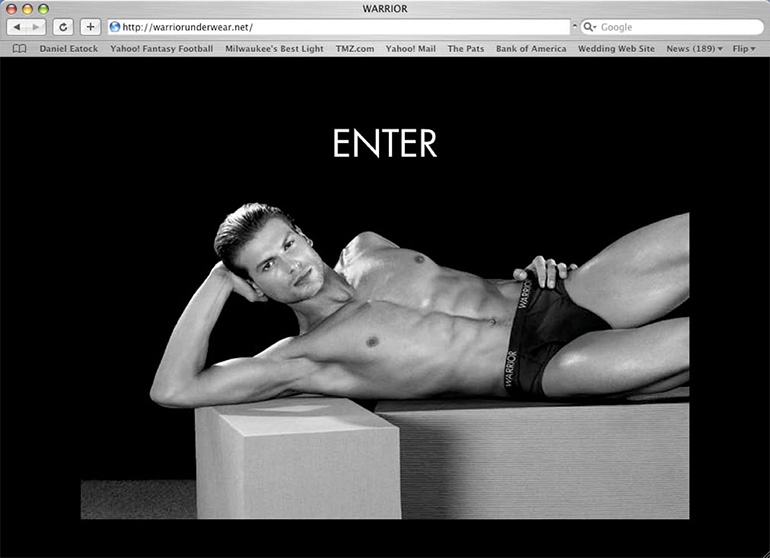 WARRIOR
http://warriorunderwear.net/
Google
Daniel Eatock Yahoo! Fantasy Football Milwaukee's Best Light TMZ.com Yahoo! Mail The Pats Bank of America Wedding Web Site News (189) Flip
ENTER
WARRIOR
WARRIOR